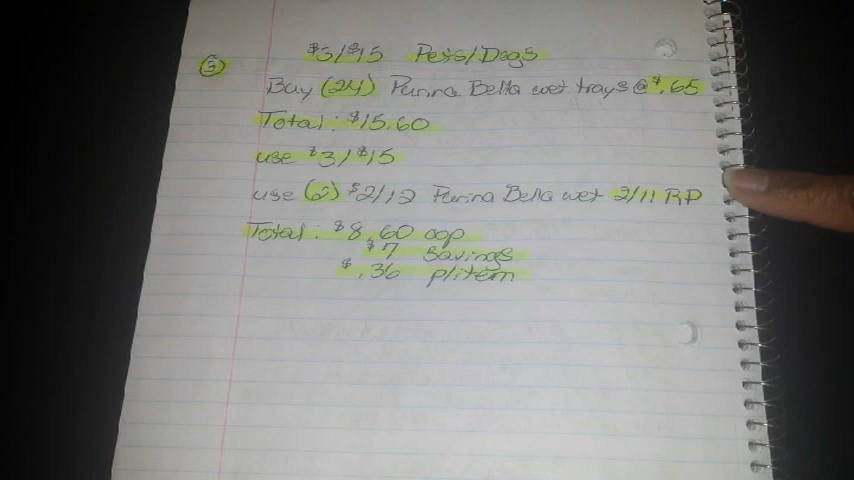 ③ $3/$15 Pets/Dogs
Buy (24) Purina Bella wet trays @ $.65
Total: $15.60
use $3/$15
use (2) $2/12 Purina Bella wet 2/11 RP
Total: $8.60 oop
$7 savings
$.36 p/item